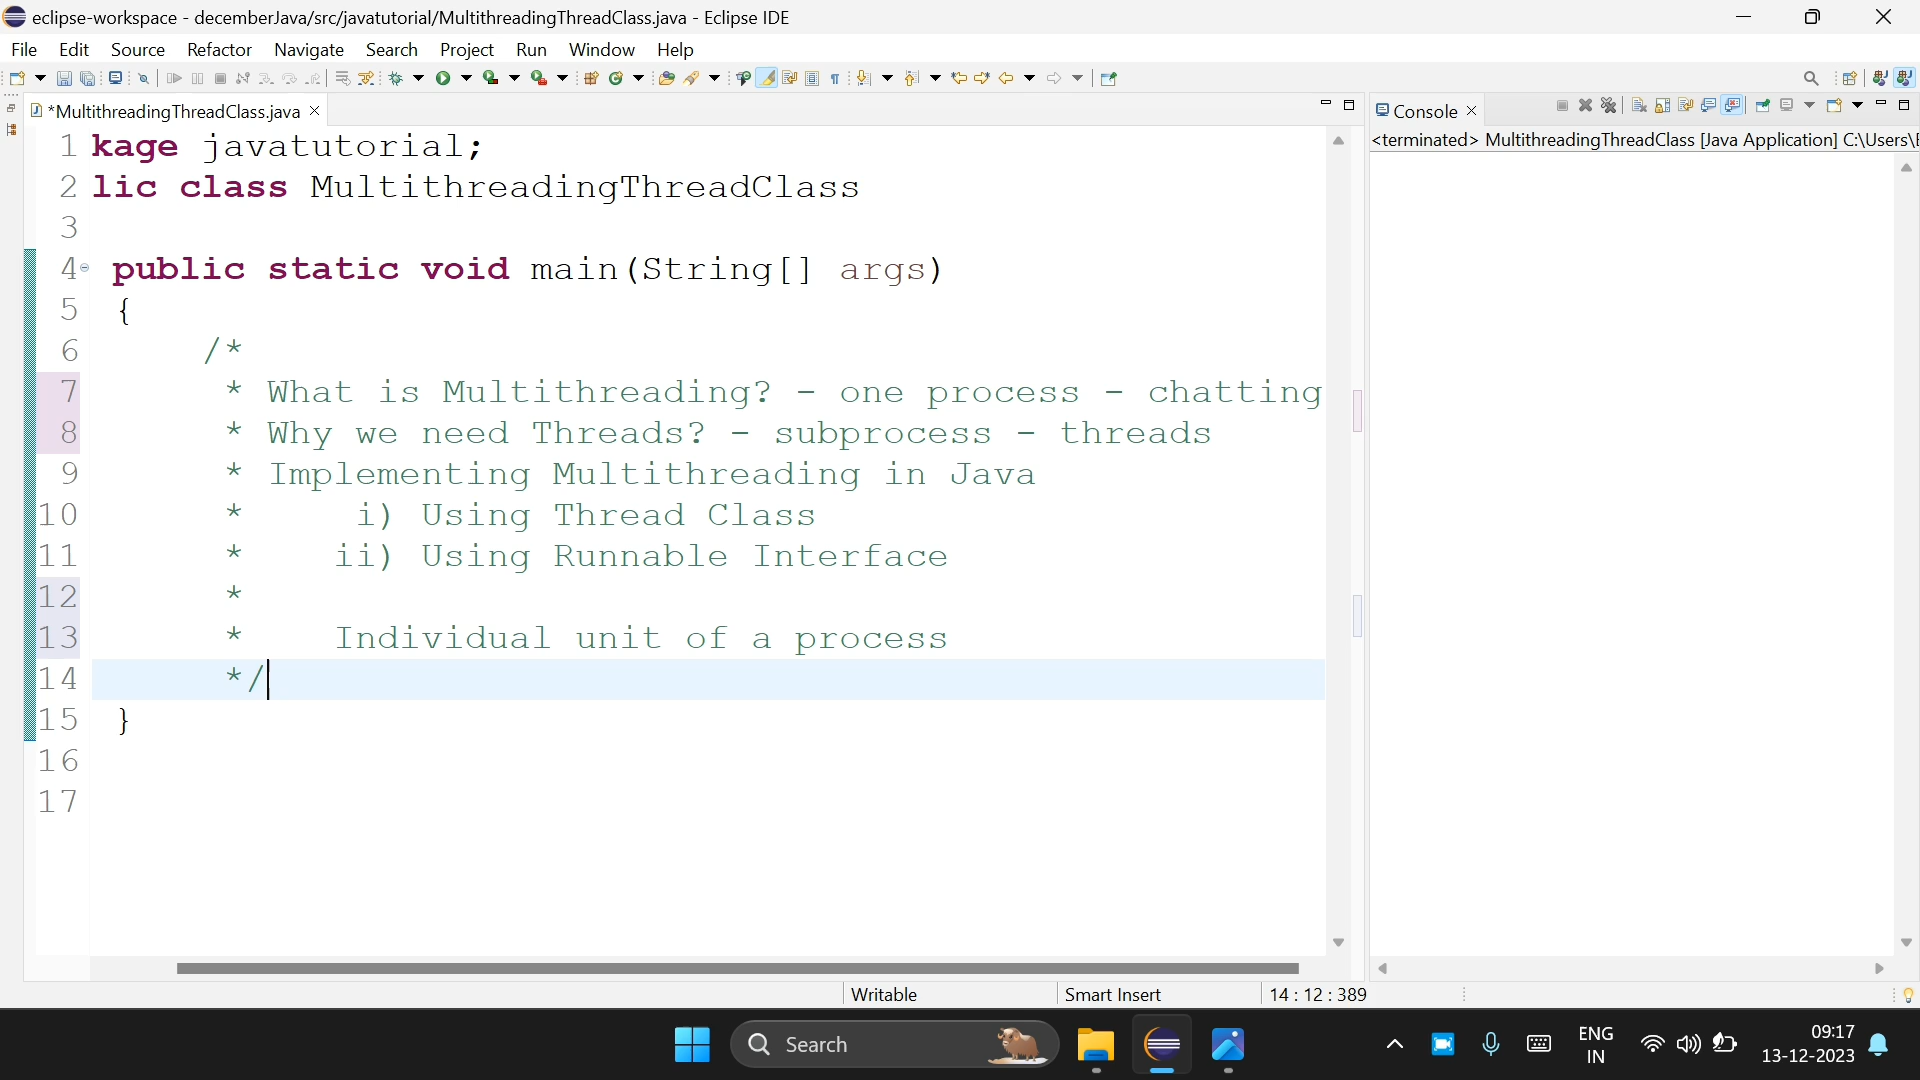 eclipse-workspace - decemberJava/src/javatutorial/MultithreadingThreadClass.java - Eclipse IDE
File Edit Source Refactor Navigate Search Project Run Window Help
*MultithreadingThreadClass.java
Console
<terminated> MultithreadingThreadClass [Java Application] C:\Users\
1 kage javatutorial;
2 lic class MultithreadingThreadClass
3
4 public static void main(String[] args)
5 {
6 /*
7 * What is Multithreading? - one process - chatting
8 * Why we need Threads? - subprocess - threads
9 * Implementing Multithreading in Java
10 * i) Using Thread Class
11 * ii) Using Runnable Interface
12 *
13 * Individual unit of a process
14 */
15 }
16
17
Writable Smart Insert 14 : 12 : 389
Search
ENG
IN
09:17
13-12-2023